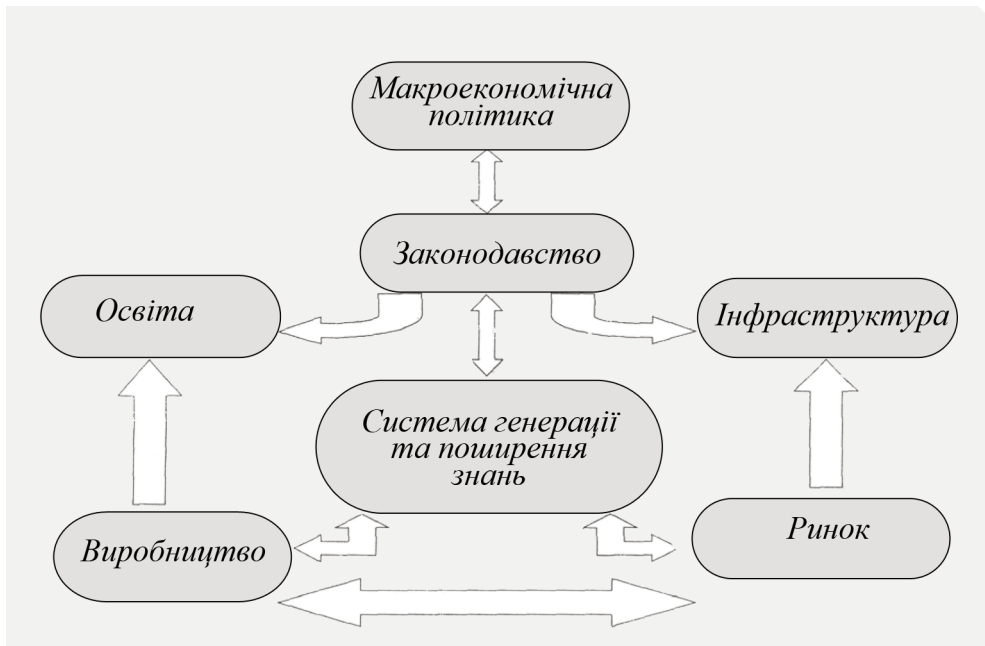 Макроекономічна
політика
Законодавство
Освіта
Інфраструктура
Система генерації
та поширення
знань
Виробництво
Ринок